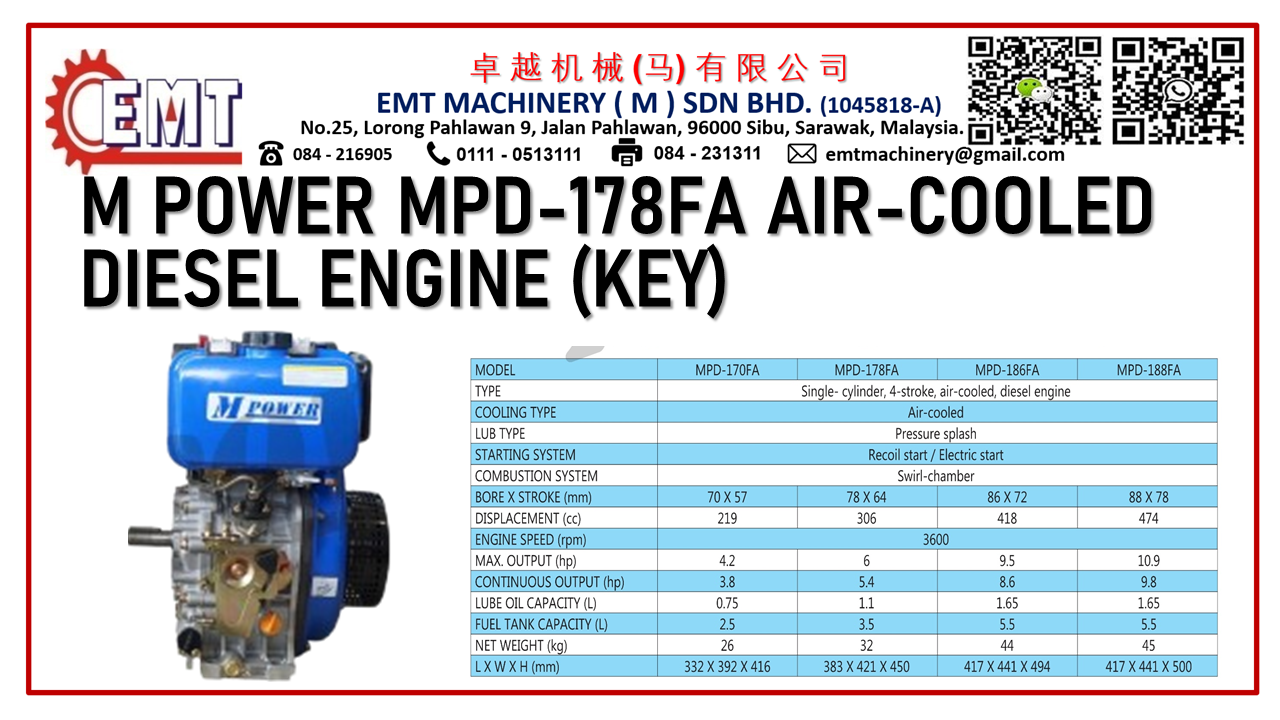 EMT
卓越机械(马)有限公司
EMT MACHINERY ( M ) SDN BHD. (1045818-A)
No.25, Lorong Pahlawan 9, Jalan Pahlawan, 96000 Sibu, Sarawak, Malaysia.
084 - 216905 0111 - 0513111 084 - 231311 emtmachinery@gmail.com
M POWER MPD-178FA AIR-COOLED
DIESEL ENGINE (KEY)
M POWER
MODEL MPD-170FA MPD-178FA MPD-186FA MPD-188FA
TYPE Single- cylinder, 4-stroke, air-cooled, diesel engine
COOLING TYPE Air-cooled
LUB TYPE Pressure splash
STARTING SYSTEM Recoil start / Electric start
COMBUSTION SYSTEM Swirl-chamber
BORE X STROKE (mm) 70 X 57 78 X 64 86 X 72 88 X 78
DISPLACEMENT (cc) 219 306 418 474
ENGINE SPEED (rpm) 3600
MAX. OUTPUT (hp) 4.2 6 9.5 10.9
CONTINUOUS OUTPUT (hp) 3.8 5.4 8.6 9.8
LUBE OIL CAPACITY (L) 0.75 1.1 1.65 1.65
FUEL TANK CAPACITY (L) 2.5 3.5 5.5 5.5
NET WEIGHT (kg) 26 32 44 45
L X W X H (mm) 332 X 392 X 416 383 X 421 X 450 417 X 441 X 494 417 X 441 X 500